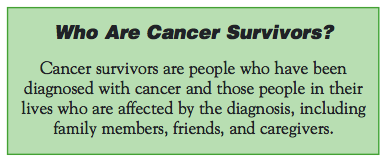 Who Are Cancer Survivors?
Cancer survivors are people who have been
diagnosed with cancer and those people in their
lives who are affected by the diagnosis, including
family members, friends, and caregivers.